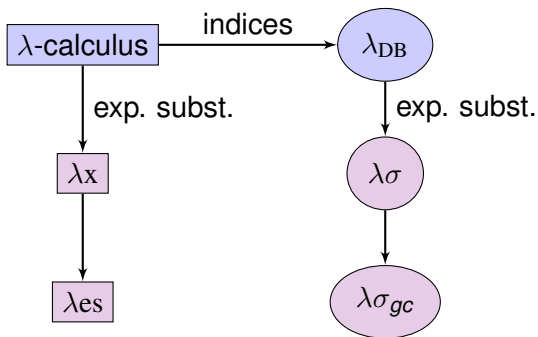 λ-calculus
indices
λDB
exp. subst.
exp. subst.
λx
λσ
λes
λσgc